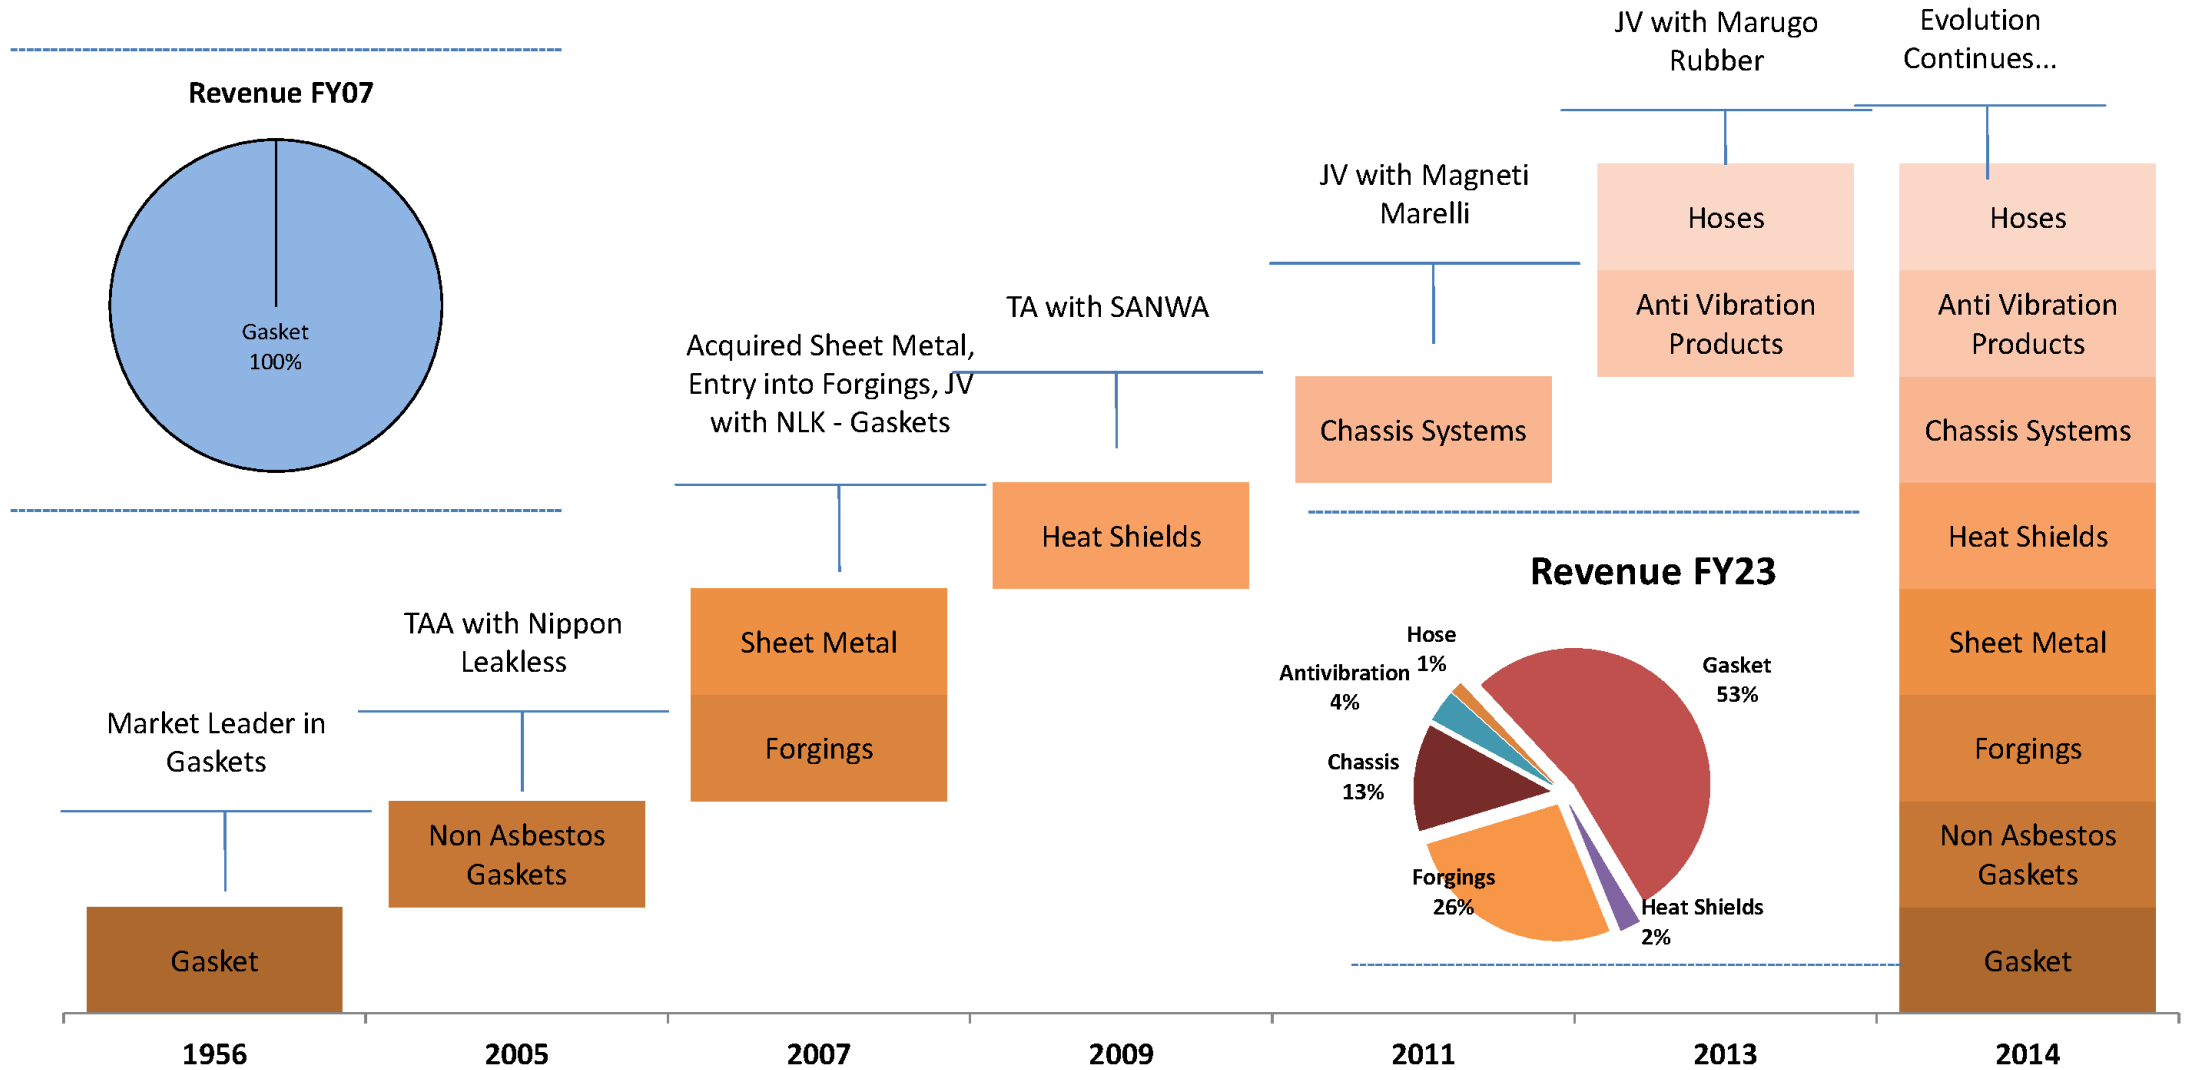 Revenue FY07
Gasket
100%
Market Leader in
Gaskets
Gasket
TAA with Nippon
Leakless
Non Asbestos
Gaskets
Acquired Sheet Metal,
Entry into Forgings, JV
with NLK - Gaskets
Sheet Metal
Forgings
TA with SANWA
Heat Shields
JV with Magneti
Marelli
Chassis Systems
JV with Marugo
Rubber
Hoses
Anti Vibration
Products
Evolution
Continues...
Hoses
Anti Vibration
Products
Chassis Systems
Heat Shields
Sheet Metal
Forgings
Non Asbestos
Gaskets
Gasket
Revenue FY23
Hose
1%
Antivibration
4%
Chassis
13%
Forgings
26%
Heat Shields
2%
Gasket
53%
1956
2005
2007
2009
2011
2013
2014